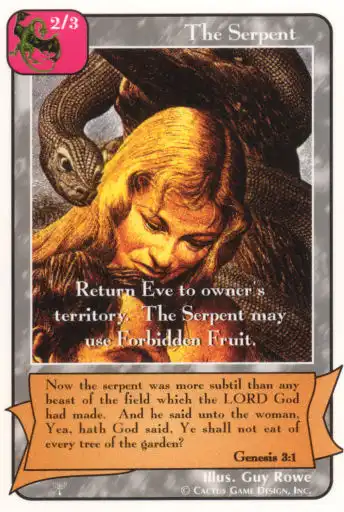 2/3
The Serpent
Return Eve to owner's
territory. The Serpent may
use Forbidden Fruit.
Now the serpent was more subtil than any
beast of the field which the LORD God
had made. And he said unto the woman,
Yea, hath God said, Ye shall not eat of
every tree of the garden?
Genesis 3:1
Illus. Guy Rowe
© Cactus Game Design, Inc.